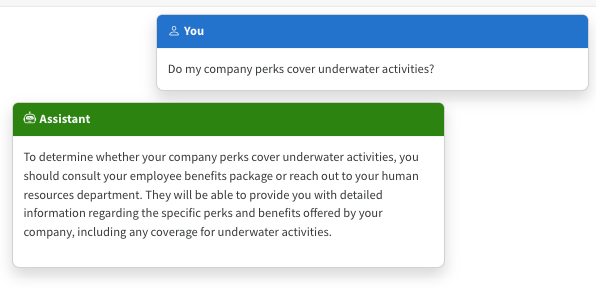 You
Do my company perks cover underwater activities?
Assistant
To determine whether your company perks cover underwater activities, you
should consult your employee benefits package or reach out to your human
resources department. They will be able to provide you with detailed
information regarding the specific perks and benefits offered by your
company, including any coverage for underwater activities.